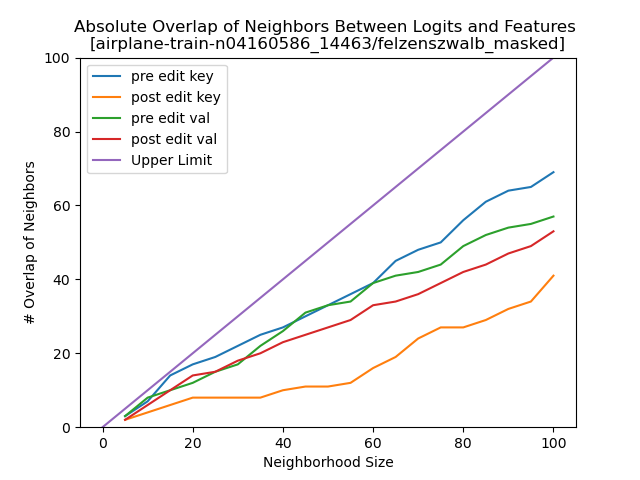 Absolute Overlap of Neighbors Between Logits and Features
[airplane-train-n04160586_14463/felzenszwalb_masked]
100
80
60
40
20
0
# Overlap of Neighbors
pre edit key
post edit key
pre edit val
post edit val
Upper Limit
0 20 40 60 80 100
Neighborhood Size